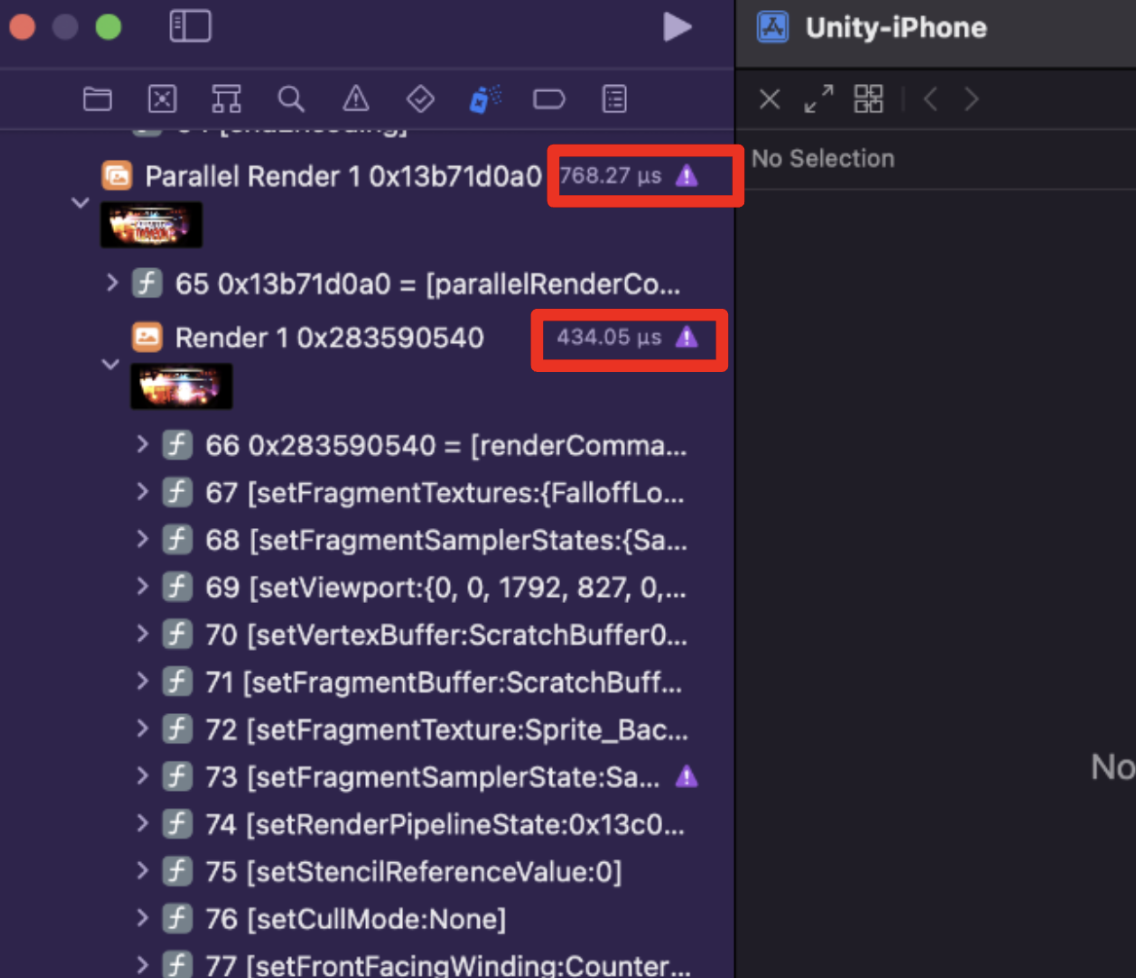 Unity-iPhone
No Selection
Parallel Render 1 0x13b71d0a0 768.27 µs
65 0x13b71d0a0 = [parallelRenderCo...
Render 1 0x283590540 434.05 µs
66 0x283590540 = [renderComma...
67 [setFragmentTextures:{FalloffLo...
68 [setFragmentSamplerStates:{Sa...
69 [setViewport:{0, 0, 1792, 827, 0,...
70 [setVertexBuffer:ScratchBuffer0...
71 [setFragmentBuffer:ScratchBuff...
72 [setFragmentTexture:Sprite_Bac...
73 [setFragmentSamplerState:Sa...
74 [setRenderPipelineState:0x13c0...
75 [setStencilReferenceValue:0]
76 [setCullMode:None]
77 [setFrontFacingWinding:Counter...
No